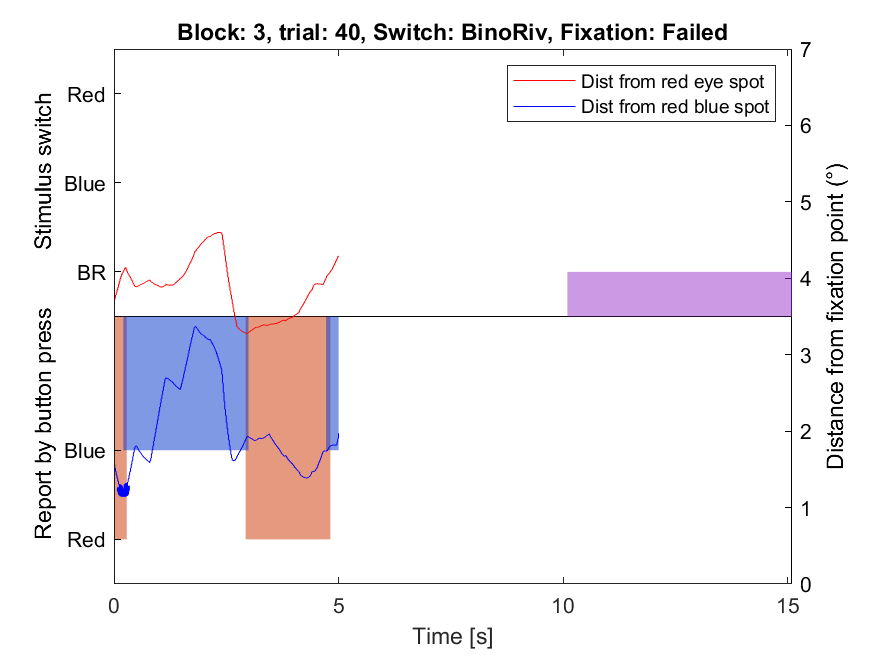 Block: 3, trial: 40, Switch: BinoRiv, Fixation: Failed
Dist from red eye spot
Dist from red blue spot
Stimulus switch
Red
Blue
BR
Report by button press
Blue
Red
7
6
5
4
3
2
1
0
Distance from fixation point (°)
0
5
10
15
Time [s]